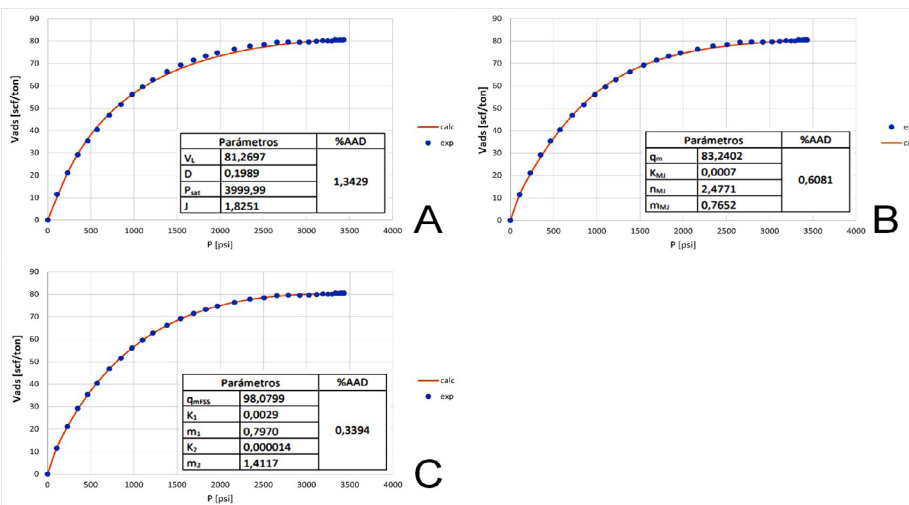 90
80
70
60
50
40
30
20
10
0
Vads [scf/ton]
Parámetros %AAD
VL 81,2697
D 0,1989
1,3429
Psat 3999,99
J 1,8251
calc
exp
0 500 1000 1500 2000 2500 3000 3500 4000
P [psi]
A
90
80
70
60
50
40
30
20
10
0
Vads [scf/ton]
Parámetros %AAD
qm 83,2402
KMJ 0,0007
0,6081
nMJ 2,4771
mMJ 0,7652
0 500 1000 1500 2000 2500 3000 3500 4000
P [psi]
B
90
80
70
60
50
40
30
20
10
0
Vads [scf/ton]
Parámetros %AAD
qmFSS 98,0799
K1 0,0029
m1 0,7970
0,3394
K2 0,000014
m2 1,4117
calc
exp
0 500 1000 1500 2000 2500 3000 3500 4000
P [psi]
C